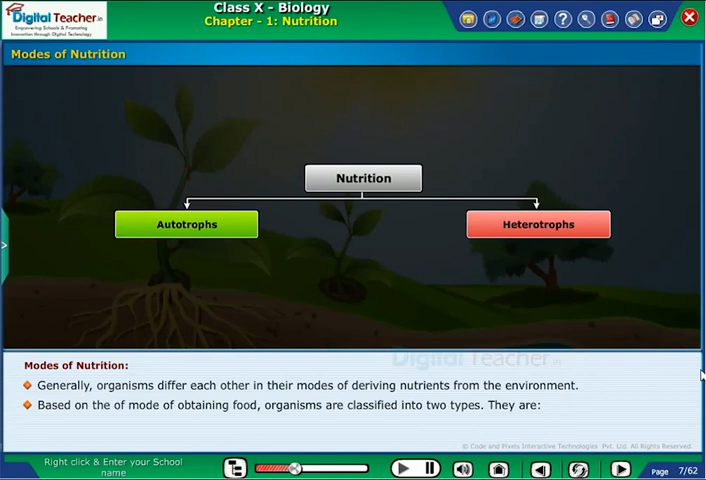 Digital Teacher.in
Empowering Schools & Promoting
Innovation through Digital Technology
Class X - Biology
Chapter - 1: Nutrition
Modes of Nutrition
Nutrition
Autotrophs
Heterotrophs
Digital Teacher.in
Modes of Nutrition:
Generally, organisms differ each other in their modes of deriving nutrients from the environment.
Based on the of mode of obtaining food, organisms are classified into two types. They are:
© Code and Pixels Interactive Technologies Pvt. Ltd. All Rights Reserved.
Right click & Enter your School
name
Page 7/62